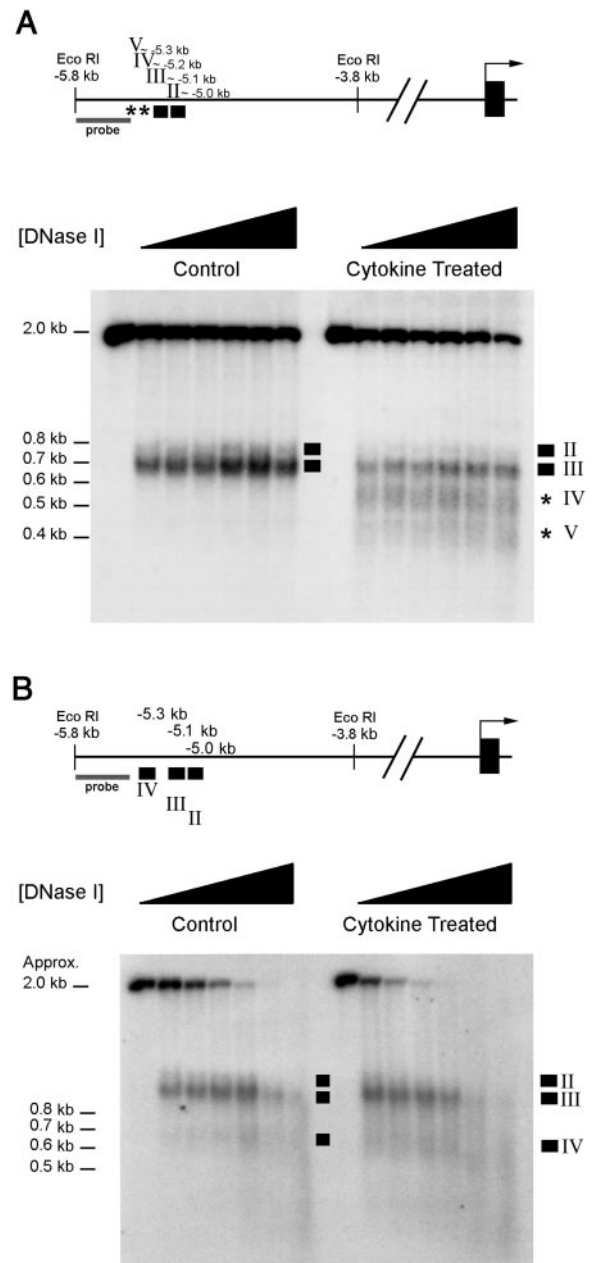 A
V~ -5.3 kb
IV~ -5.2 kb
III~ -5.1 kb
II~ -5.0 kb
Eco RI
-5.8 kb
Eco RI
-3.8 kb
**
probe
[DNase I]
Control
Cytokine Treated
2.0 kb
0.8 kb
0.7 kb
0.6 kb
0.5 kb
0.4 kb
II
III
* IV
* V
B
-5.3 kb
-5.1 kb
-5.0 kb
Eco RI
-5.8 kb
Eco RI
-3.8 kb
probe
IV
III
II
[DNase I]
Control
Cytokine Treated
Approx.
2.0 kb
0.8 kb
0.7 kb
0.6 kb
0.5 kb
II
III
IV